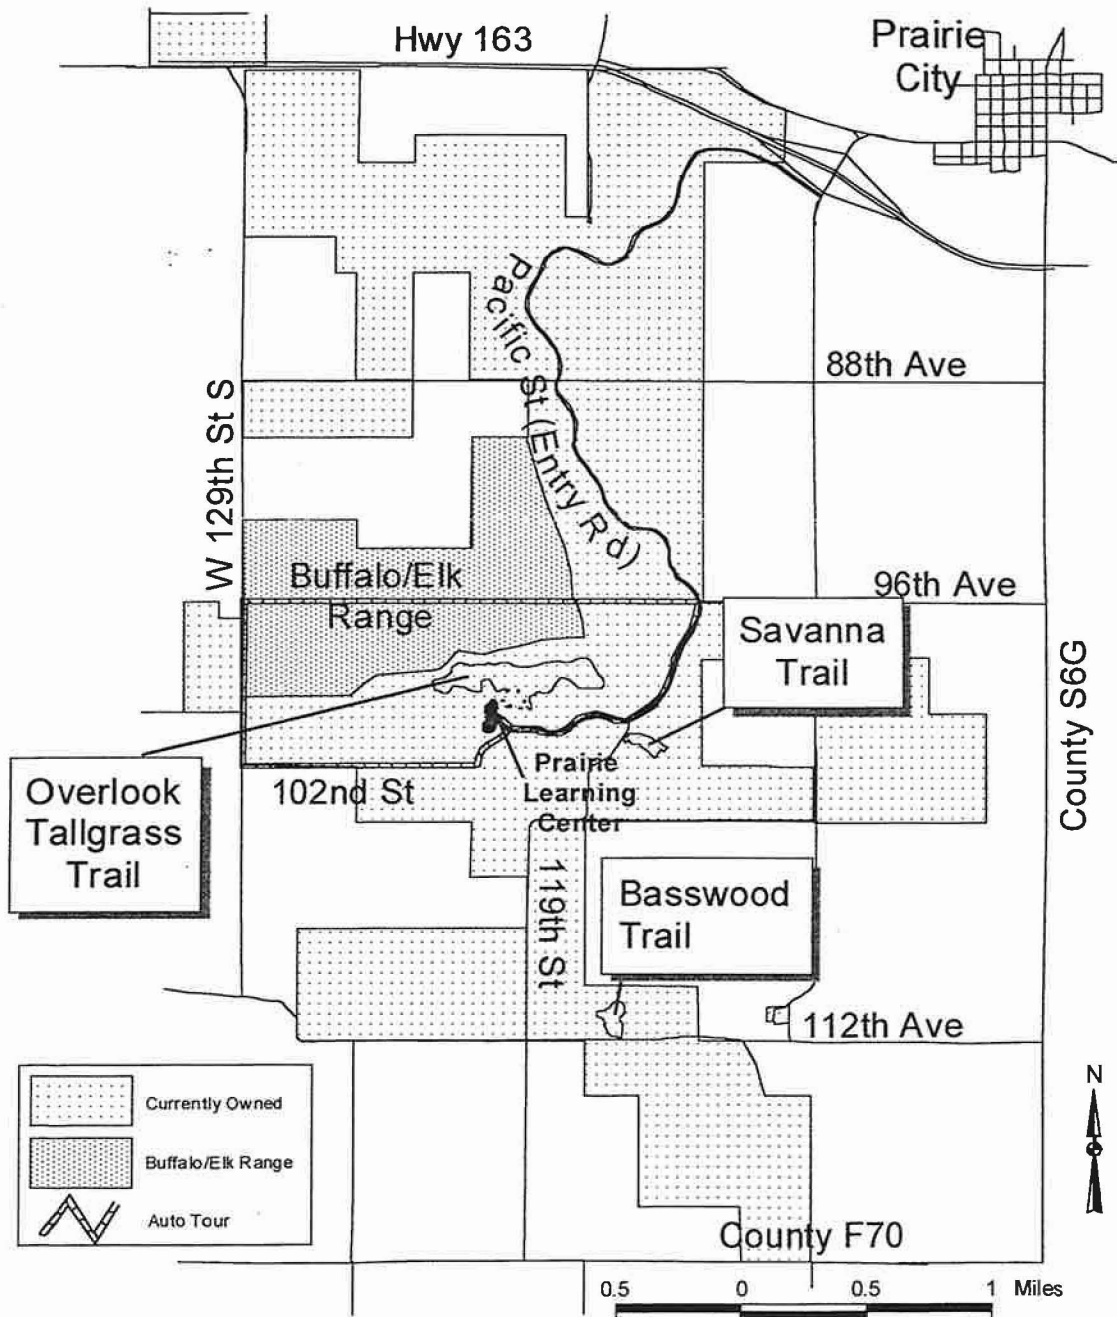 Hwy 163
Prairie
City
Pacific St (Entry Rd)
88th Ave
W 129th St S
Buffalo/Elk
Range
96th Ave
Savanna
Trail
County S6G
Overlook
Tallgrass
Trail
102nd St
Prairie
Learning
Center
119th St
Basswood
Trail
112th Ave
Currently Owned
Buffalo/Elk Range
Auto Tour
N
County F70
0.5 0 0.5 1 Miles